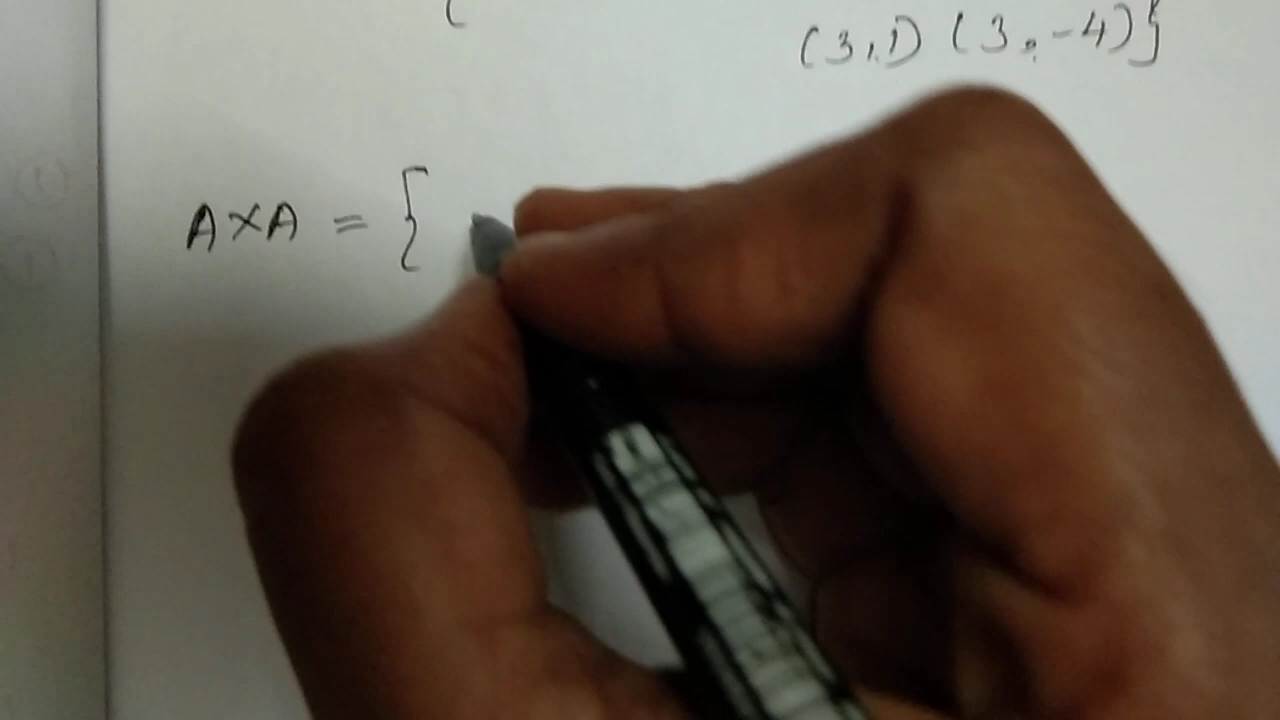 {
(3,1) (3,-4)}
A×A = {